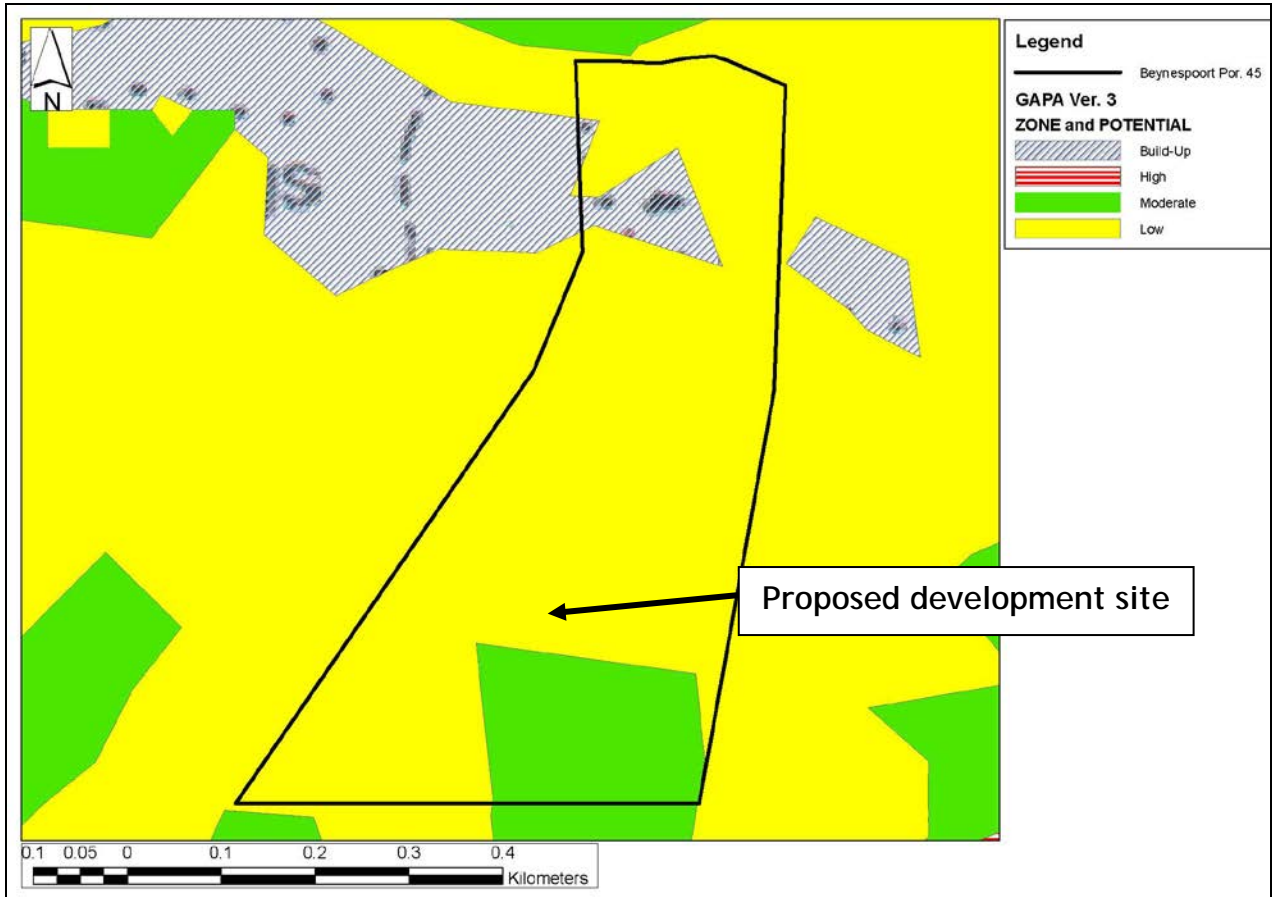 N
Legend
Beynespoort Por. 45
GAPA Ver. 3
ZONE and POTENTIAL
Build-Up
High
Moderate
Low
Proposed development site
0.1 0.05 0 0.1 0.2 0.3 0.4
Kilometers